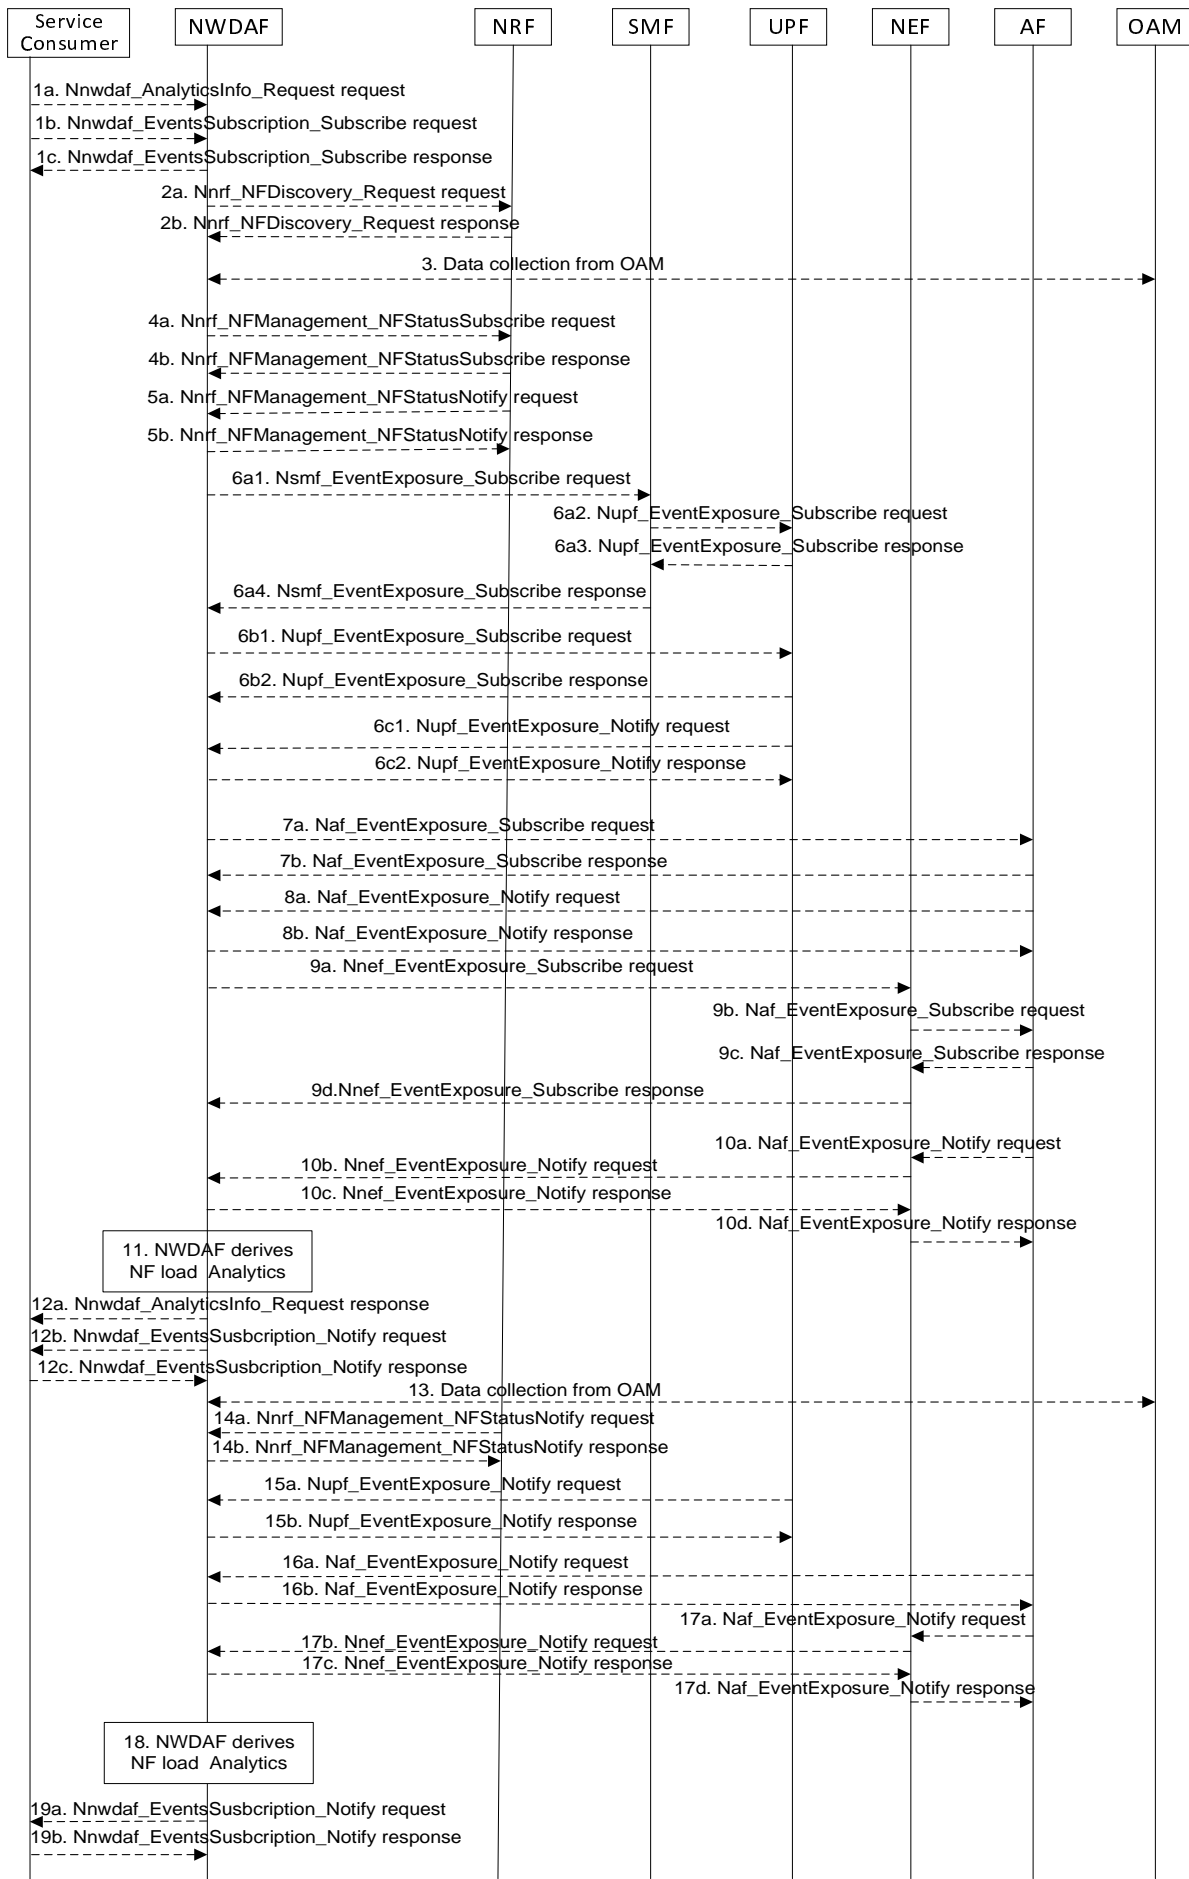 Service
Consumer
NWDAF
NRF
SMF
UPF
NEF
AF
OAM
1a. Nnwdaf_AnalyticsInfo_Request request
1b. Nnwdaf_EventsSubscription_Subscribe request
1c. Nnwdaf_EventsSubscription_Subscribe response
2a. Nnrf_NFDiscovery_Request request
2b. Nnrf_NFDiscovery_Request response
3. Data collection from OAM
4a. Nnrf_NFManagement_NFStatusSubscribe request
4b. Nnrf_NFManagement_NFStatusSubscribe response
5a. Nnrf_NFManagement_NFStatusNotify request
5b. Nnrf_NFManagement_NFStatusNotify response
6a1. Nsmf_EventExposure_Subscribe request
6a2. Nupf_EventExposure_Subscribe request
6a3. Nupf_EventExposure_Subscribe response
6a4. Nsmf_EventExposure_Subscribe response
6b1. Nupf_EventExposure_Subscribe request
6b2. Nupf_EventExposure_Subscribe response
6c1. Nupf_EventExposure_Notify request
6c2. Nupf_EventExposure_Notify response
7a. Naf_EventExposure_Subscribe request
7b. Naf_EventExposure_Subscribe response
8a. Naf_EventExposure_Notify request
8b. Naf_EventExposure_Notify response
9a. Nnef_EventExposure_Subscribe request
9b. Naf_EventExposure_Subscribe request
9c. Naf_EventExposure_Subscribe response
9d.Nnef_EventExposure_Subscribe response
10a. Naf_EventExposure_Notify request
10b. Nnef_EventExposure_Notify request
10c. Nnef_EventExposure_Notify response
10d. Naf_EventExposure_Notify response
11. NWDAF derives
NF load Analytics
12a. Nnwdaf_AnalyticsInfo_Request response
12b. Nnwdaf_EventsSusbcription_Notify request
12c. Nnwdaf_EventsSusbcription_Notify response
13. Data collection from OAM
14a. Nnrf_NFManagement_NFStatusNotify request
14b. Nnrf_NFManagement_NFStatusNotify response
15a. Nupf_EventExposure_Notify request
15b. Nupf_EventExposure_Notify response
16a. Naf_EventExposure_Notify request
16b. Naf_EventExposure_Notify response
17a. Naf_EventExposure_Notify request
17b. Nnef_EventExposure_Notify request
17c. Nnef_EventExposure_Notify response
17d. Naf_EventExposure_Notify response
18. NWDAF derives
NF load Analytics
19a. Nnwdaf_EventsSusbcription_Notify request
19b. Nnwdaf_EventsSusbcription_Notify response